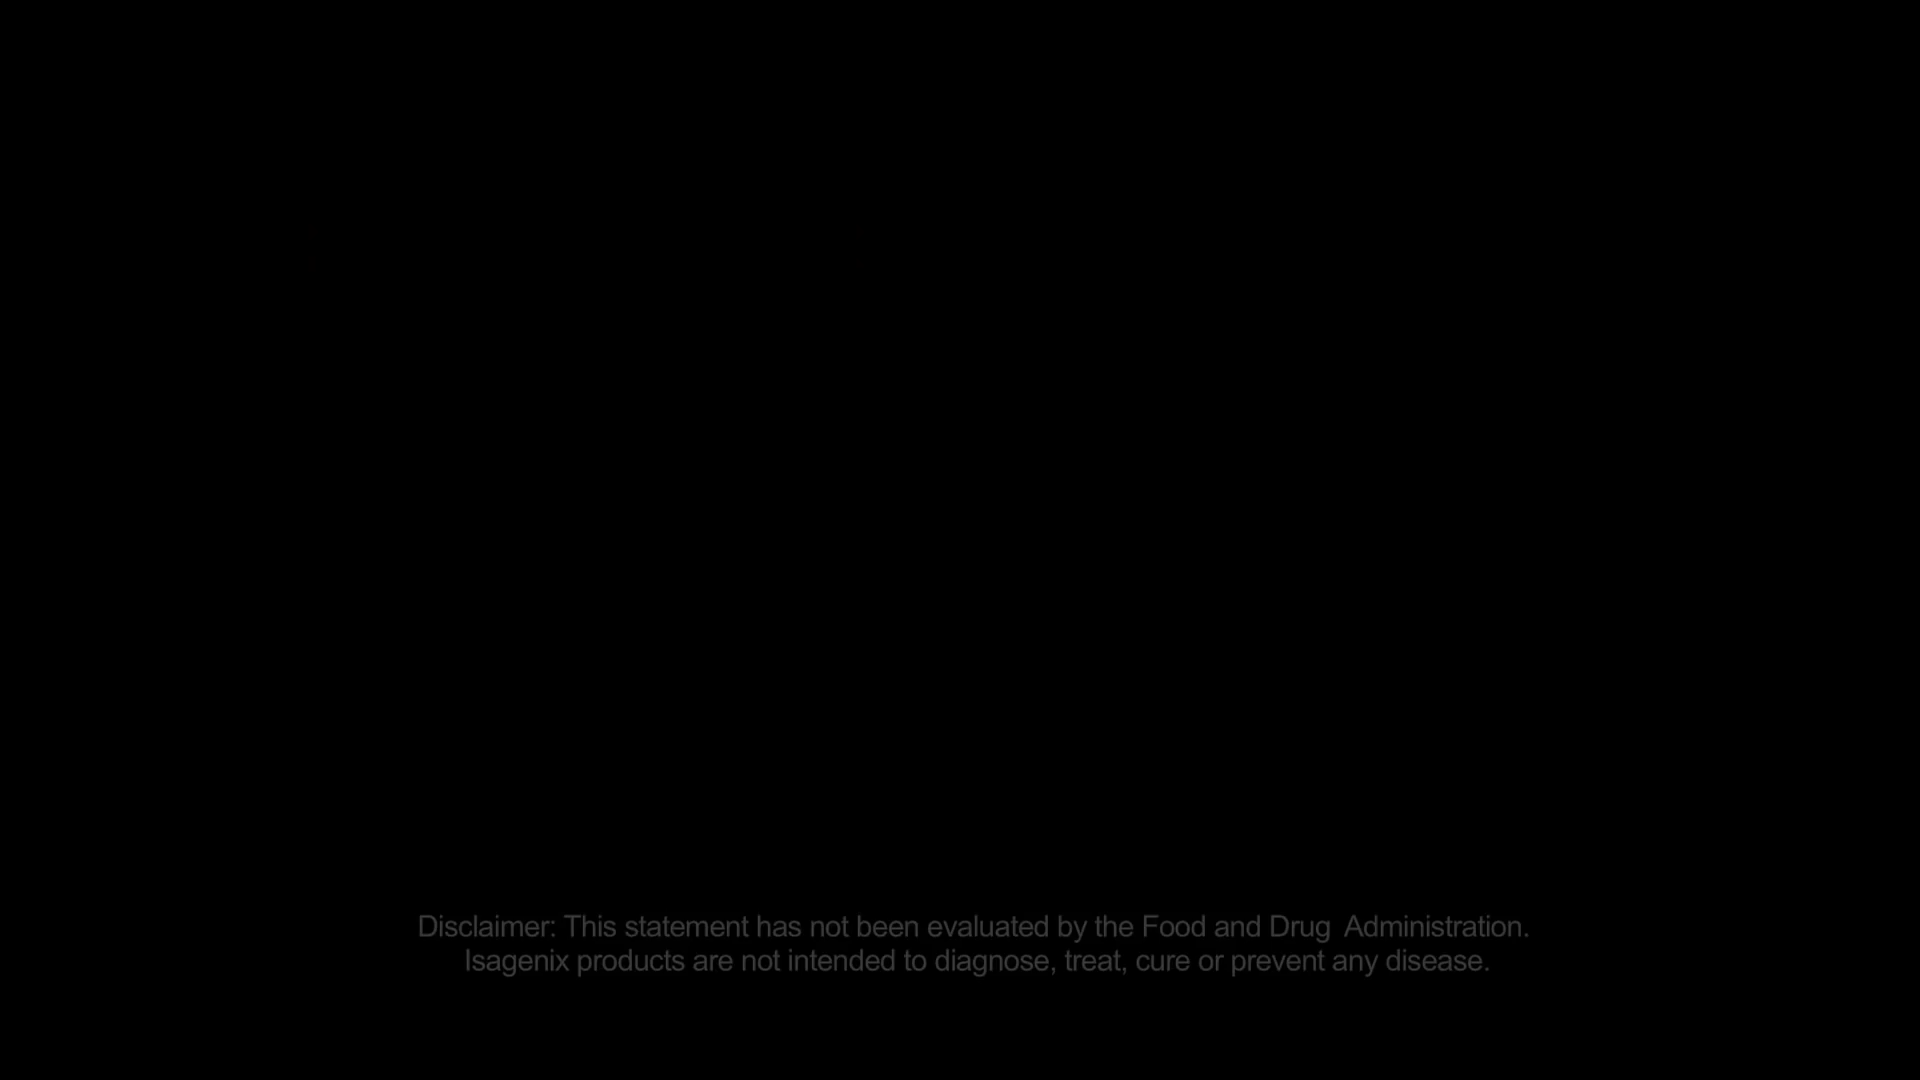 Disclaimer: This statement has not been evaluated by the Food and Drug Administration.
Isagenix products are not intended to diagnose, treat, cure or prevent any disease.